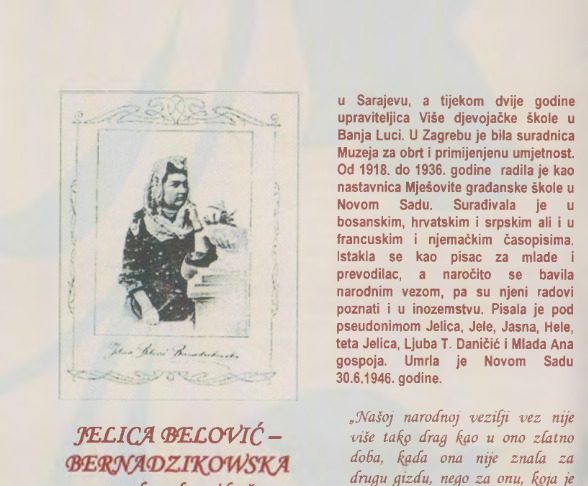 Jelica Belović Bernadzikowska
JELICA BELOVIĆ –
BERNADZIKOWSKA
u Sarajevu, a tijekom dvije godine
upraviteljica Više djevojačke škole u
Banja Luci. U Zagrebu je bila suradnica
Muzeja za obrt i primijenjenu umjetnost.
Od 1918. do 1936. godine radila je kao
nastavnica Mješovite građanske škole u
Novom Sadu. Surađivala je u
bosanskim, hrvatskim i srpskim ali i u
francuskim i njemačkim časopisima.
Istakla se kao pisac za mlade i
prevodilac, a naročito se bavila
narodnim vezom, pa su njeni radovi
poznati i u inozemstvu. Pisala je pod
pseudonimom Jelica, Jele, Jasna, Hele,
teta Jelica, Ljuba T. Daničić i Mlada Ana
gospoja. Umrla je Novom Sadu
30.6.1946. godine.
„Našoj narodnoj vezilji vez nije
više tako drag kao u ono zlatno
doba, kada ona nije znala za
drugu gizdu, nego za onu, koja je